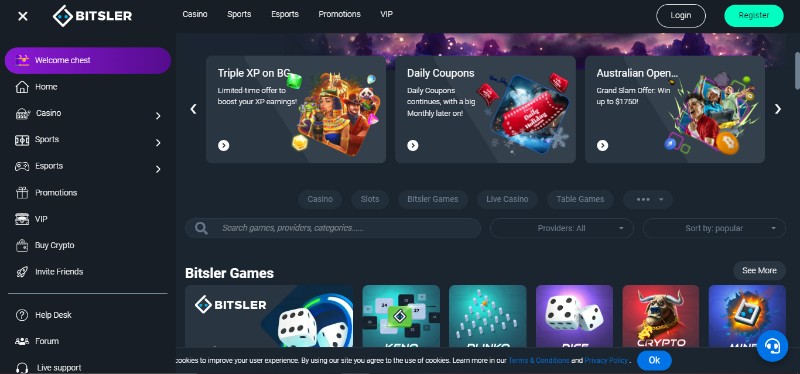 BITSLER
Casino
Sports
Esports
Promotions
VIP
Login
Register
Welcome chest
Home
Casino
Sports
Esports
Promotions
VIP
Buy Crypto
Invite Friends
Help Desk
Forum
Live support
Triple XP on BG
Limited-time offer to
boost your XP earnings!
Daily Coupons
Daily Coupons
continues, with a big
Monthly later on!
Daily
Holiday
Australian Open...
Grand Slam Offer: Win
up to $1750!
Casino
Slots
Bitsler Games
Live Casino
Table Games
Search games, providers, categories......
Providers: All
Sort by: popular
Bitsler Games
See More
BITSLER
24
27
KENO
PLINKO
DICE
CRYPTO
MINE
cookies to improve your user experience. By using our site you agree to the use of cookies. Learn more in our Terms & Conditions and Privacy Policy.
Ok